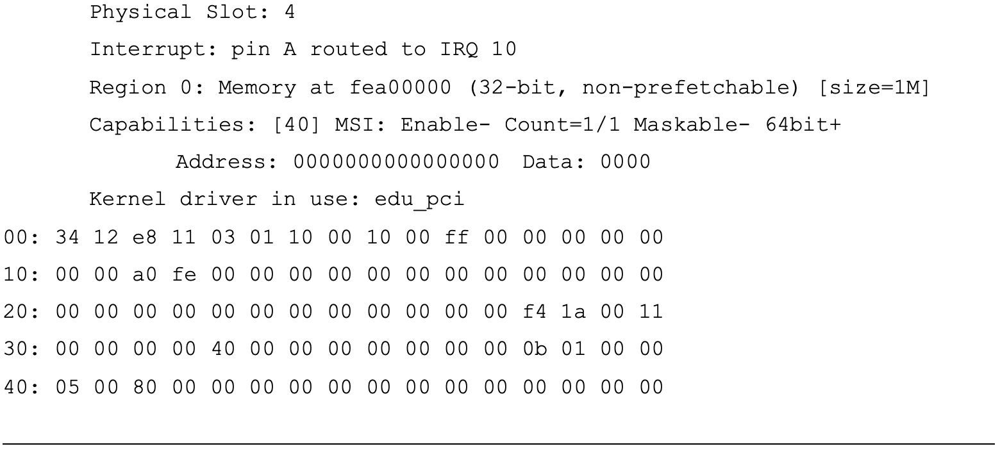 Physical Slot: 4
Interrupt: pin A routed to IRQ 10
Region 0: Memory at fea00000 (32-bit, non-prefetchable) [size=1M]
Capabilities: [40] MSI: Enable- Count=1/1 Maskable- 64bit+
Address: 0000000000000000 Data: 0000
Kernel driver in use: edu_pci
00: 34 12 e8 11 03 01 10 00 10 00 ff 00 00 00 00 00
10: 00 00 a0 fe 00 00 00 00 00 00 00 00 00 00 00 00
20: 00 00 00 00 00 00 00 00 00 00 00 00 f4 1a 00 11
30: 00 00 00 00 40 00 00 00 00 00 00 00 0b 01 00 00
40: 05 00 80 00 00 00 00 00 00 00 00 00 00 00 00 00